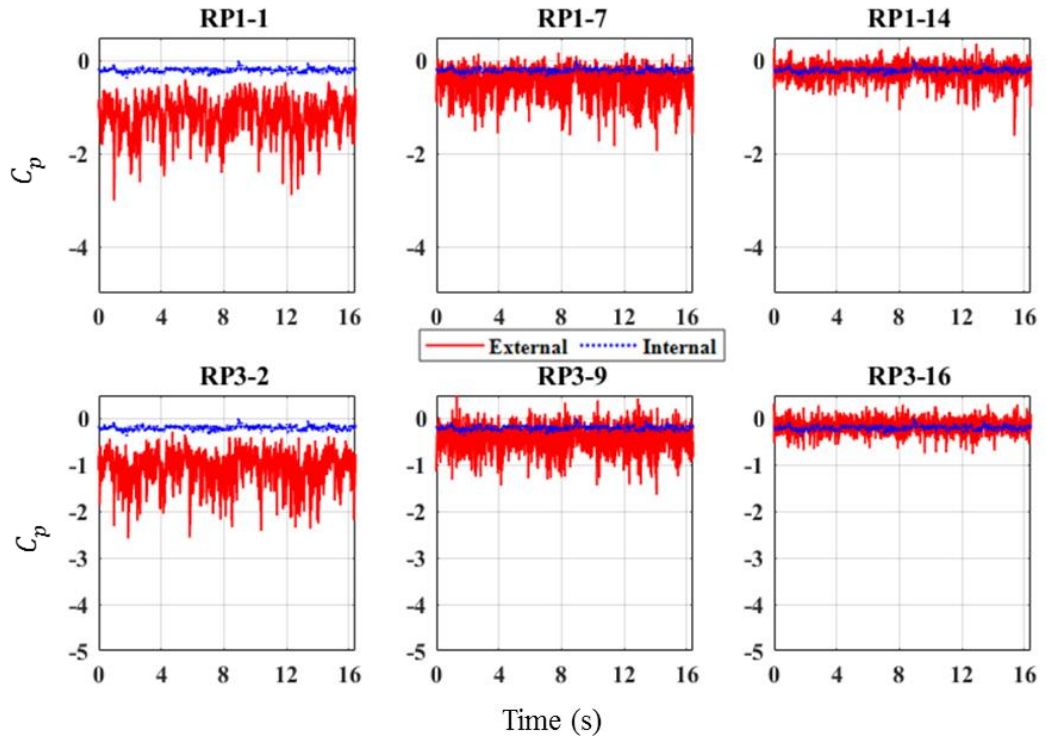 RP1-1 RP1-7 RP1-14
0 0 0
-2 -2 -2
-4 -4 -4
C_p
0 4 8 12 16 0 4 8 12 16 0 4 8 12 16
External Internal
RP3-2 RP3-9 RP3-16
0 0 0
-1 -1 -1
-2 -2 -2
-3 -3 -3
-4 -4 -4
-5 -5 -5
C_p
0 4 8 12 16 0 4 8 12 16 0 4 8 12 16
Time (s)